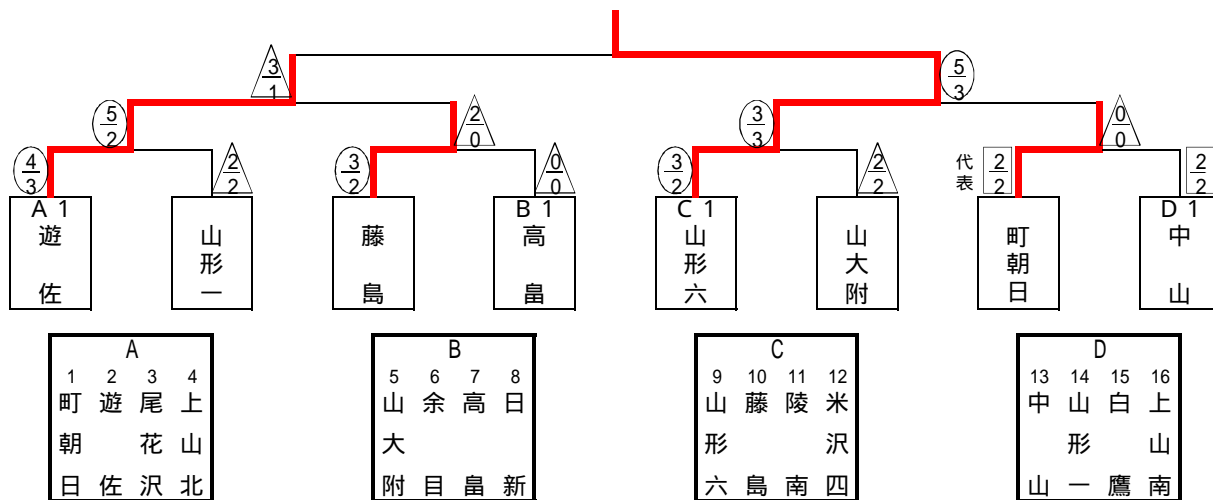 3 1
5 3
5 2
2 0
3 3
0 0
4 3
2 2
3 2
0 0
3 2
2 2
代表
2 2
2 2
A1
遊佐
山形一
藤島
B1
高畠
C1
山形六
山大附
町朝日
D1
中山
A
1 2 3 4
町朝日
遊佐
尾花沢
上山北
B
5 6 7 8
山大附
余目
高畠
日新
C
9 10 11 12
山形六
藤島
陵南
米沢四
D
13 14 15 16
中山
山形一
白鷹
上山南